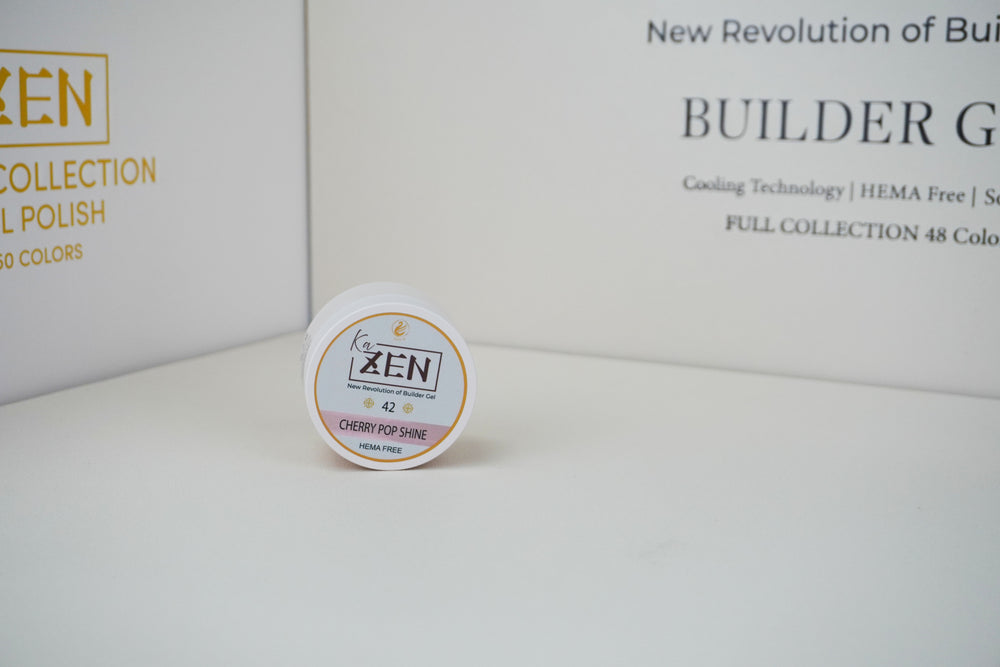 ZEN
COLLECTION
L POLISH
60 COLORS
New Revolution of Bui
BUILDER G
Cooling Technology | HEMA Free | So
FULL COLLECTION 48 Colo
Ka
ZEN
New Revolution of Builder Gel
42
CHERRY POP SHINE
HEMA FREE